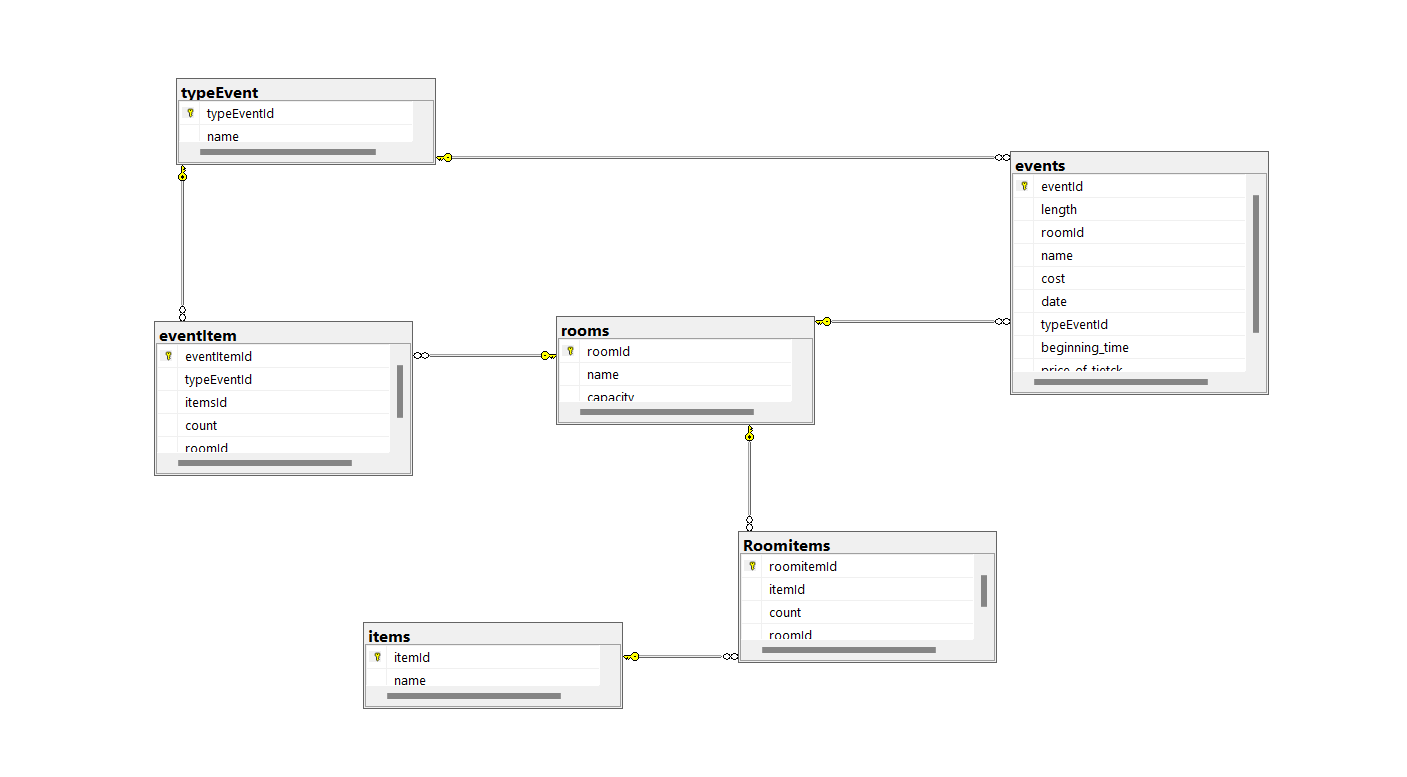 typeEvent
typeEventId
name
events
eventId
length
roomId
name
cost
date
typeEventId
beginning_time
price_of_tietck
eventItem
eventItemId
typeEventId
itemsId
count
roomId
rooms
roomId
name
capacity
Roomitems
roomitemId
itemId
count
roomId
items
itemId
name